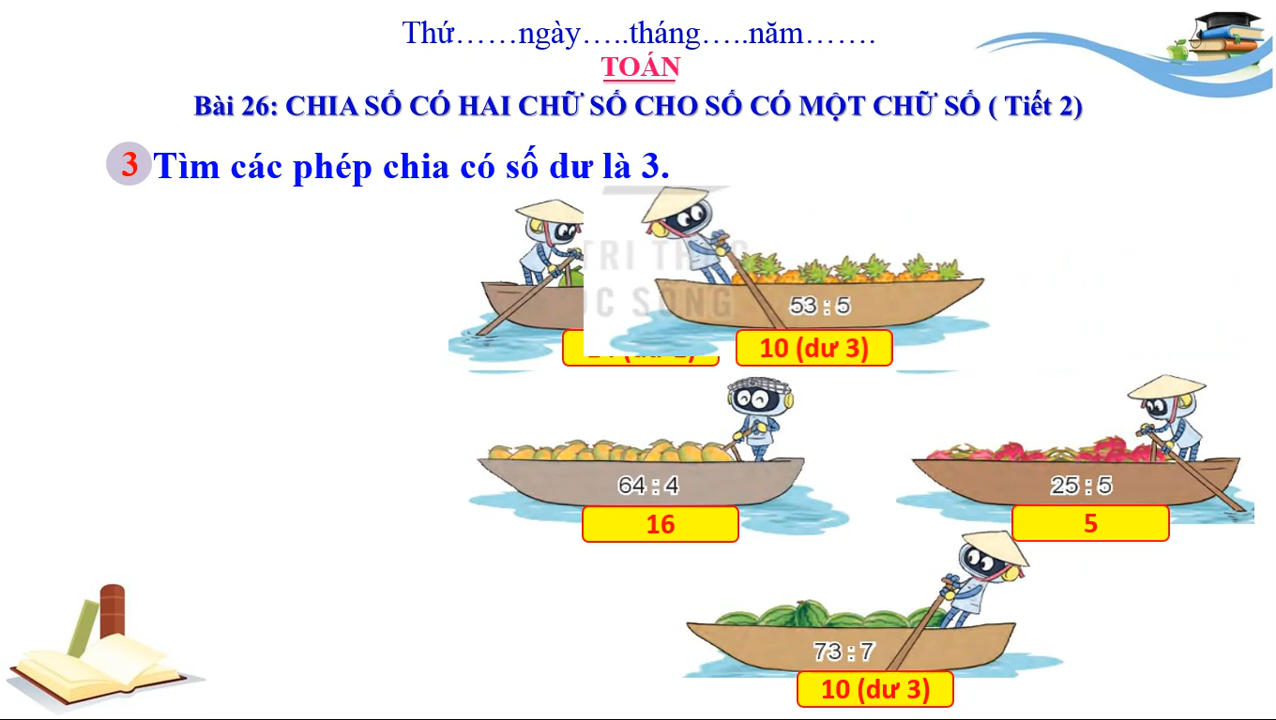 Thứ……ngày…..tháng…..năm…….
TOÁN
Bài 26: CHIA SỐ CÓ HAI CHỮ SỐ CHO SỐ CÓ MỘT CHỮ SỐ ( Tiết 2)
3 Tìm các phép chia có số dư là 3.
53 : 5
10 (dư 3)
64 : 4
25 : 5
16
5
73 : 7
10 (dư 3)